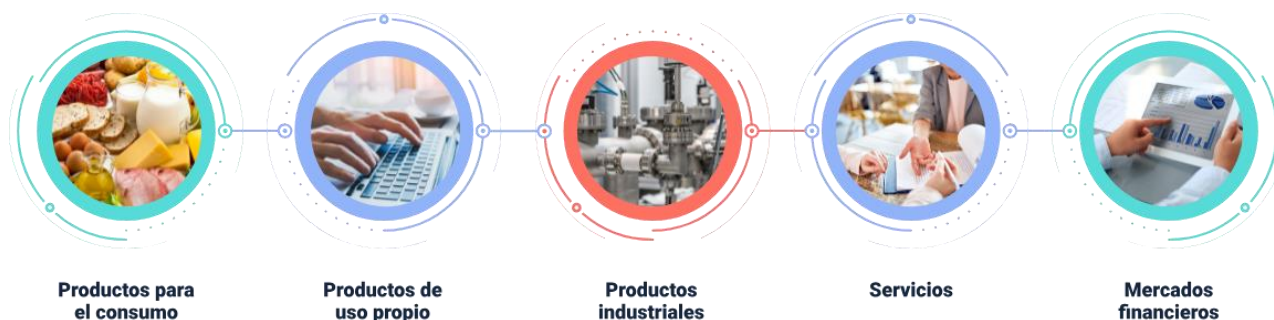 Productos para
el consumo
Productos de
uso propio
Productos
industriales
Servicios
Mercados
financieros